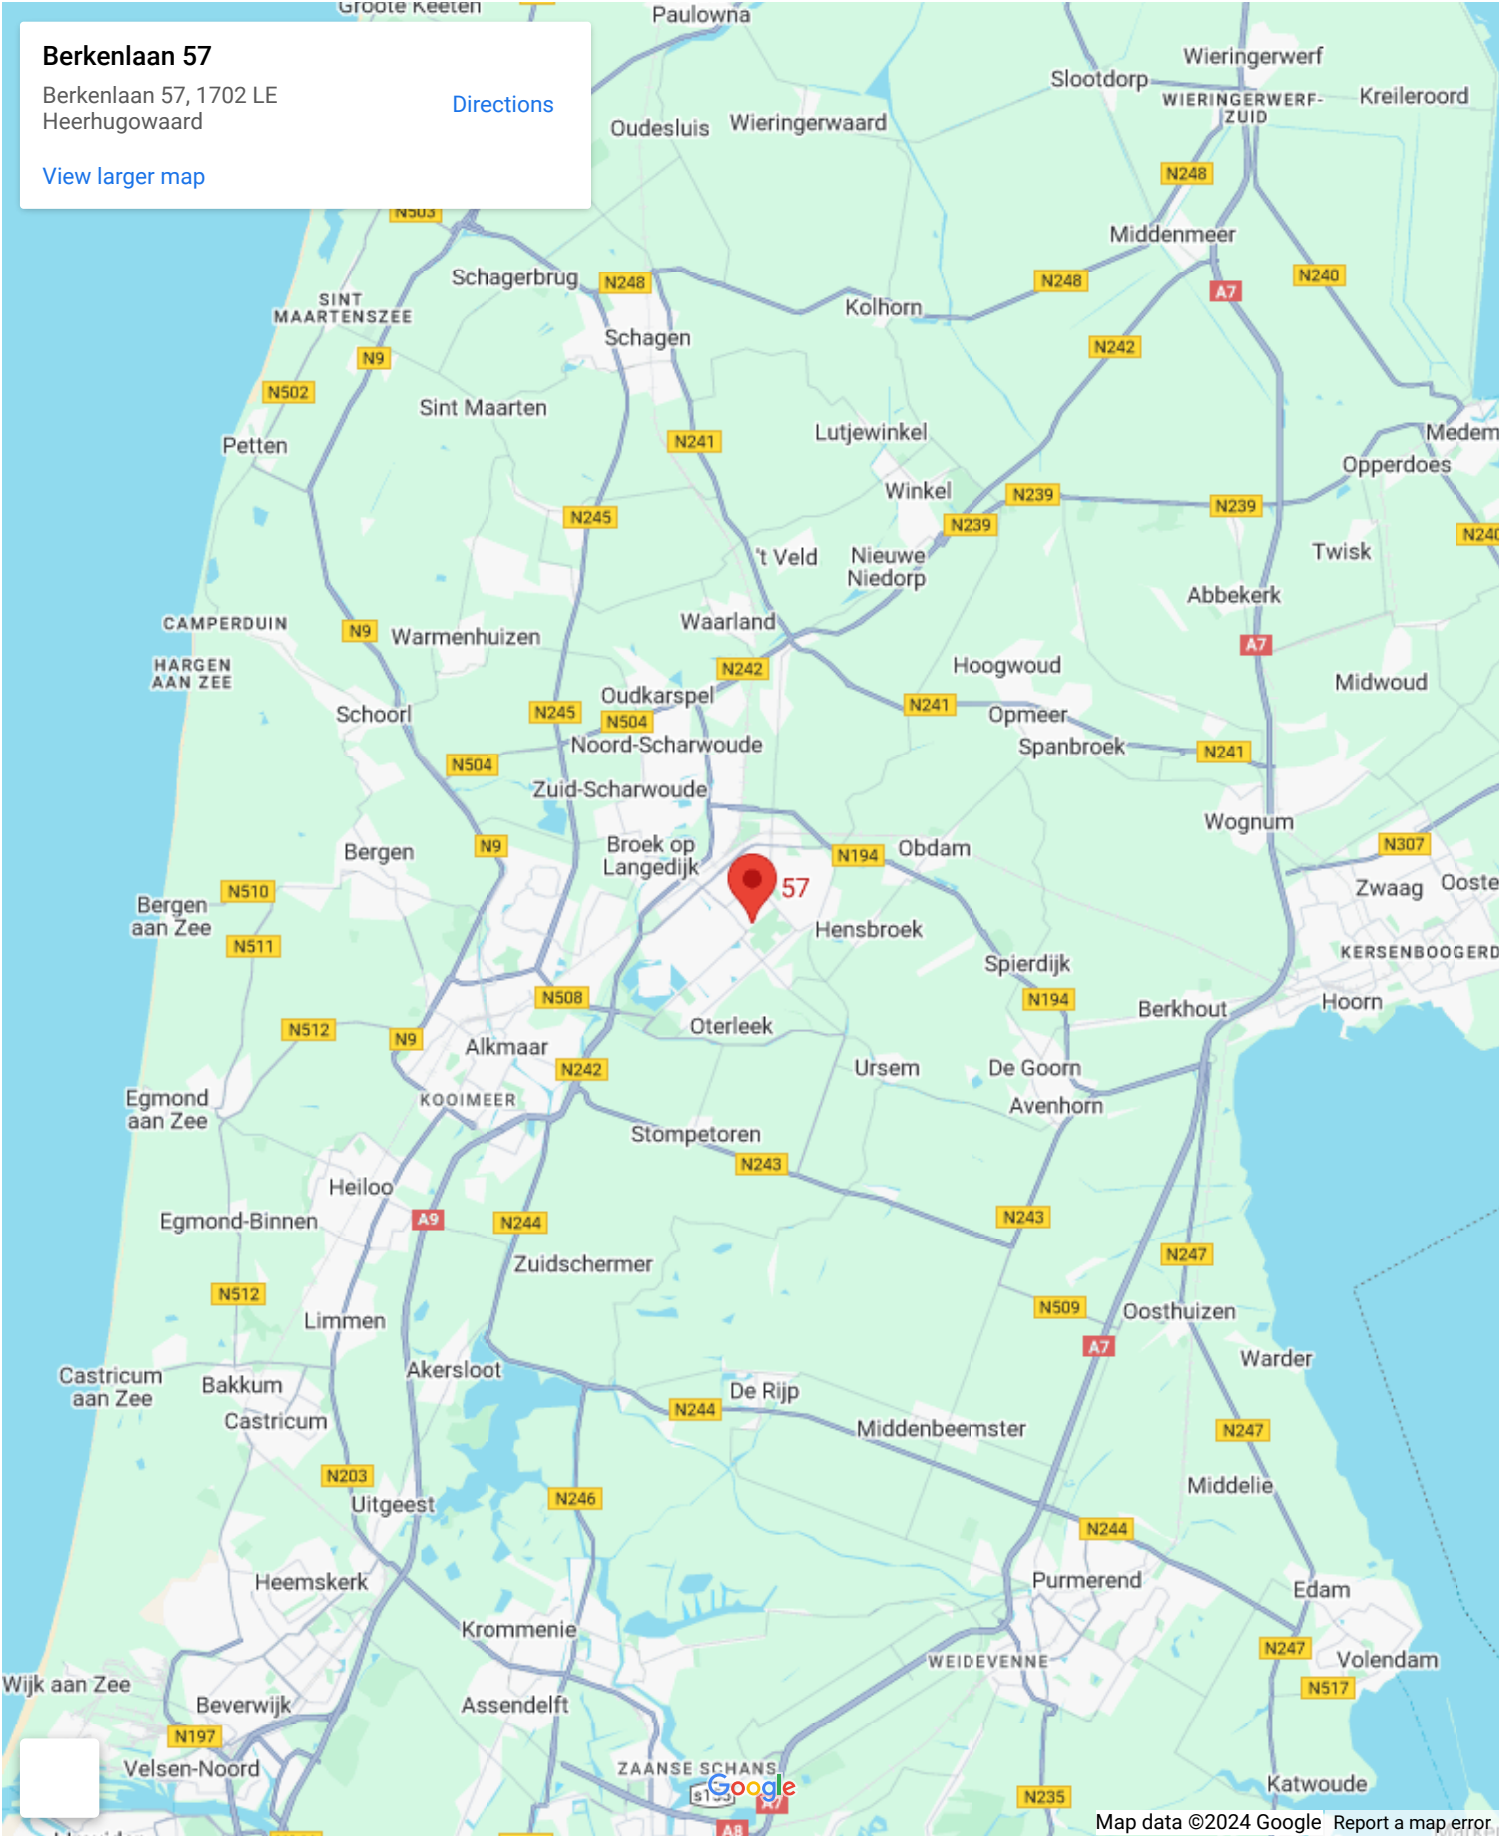 Groote Keeten
Paulowna
Berkenlaan 57
Berkenlaan 57, 1702 LE
Heerhugowaard
Directions
View larger map
Wieringerwerf
Slootdorp
WIERINGERWERF-
ZUID
Kreileroord
Oudesluis
Wieringerwaard
N248
N503
Middenmeer
Schagerbrug
N248
N248
N240
A7
SINT
MAARTENSZEE
Kolhorn
Schagen
N242
N9
N502
Sint Maarten
Petten
N241
Lutjewinkel
Medem
Opperdoes
Winkel
N239
N239
N239
N245
N240
't Veld
Nieuwe
Niedorp
Twisk
Abbekerk
CAMPERDUIN
N9
Warmenhuizen
Waarland
A7
HARGEN
AAN ZEE
N242
Hoogwoud
Midwoud
Oudkarspel
Schoorl
N245
N504
N241
Opmeer
Noord-Scharwoude
Spanbroek
N241
N504
Zuid-Scharwoude
Wognum
Bergen
N9
Broek op
Langedijk
N194
Obdam
N307
57
N510
Zwaag
Ooste
Bergen
aan Zee
N511
Hensbroek
KERSENBOOGERD
Spierdijk
N508
N194
Berkhout
Hoorn
N512
N9
Oterleek
Alkmaar
N242
Ursem
De Goorn
Egmond
aan Zee
KOOIMEER
Avenhorn
Stompetoren
N243
Heiloo
Egmond-Binnen
A9
N244
N243
Zuidschermer
N247
N512
N509
Oosthuizen
Limmen
A7
Warder
Castricum
aan Zee
Bakkum
Akersloot
De Rijp
Castricum
N244
Middenbeemster
N247
N203
Uitgeest
N246
Middelie
N244
Heemskerk
Purmerend
Edam
Krommenie
N247
WEIDEVENNE
Volendam
Wijk aan Zee
Beverwijk
Assendelft
N517
N197
Velsen-Noord
ZAANSE SCHANS
Google
A7
N235
Katwoude
A8
Map data ©2024 Google
Report a map error